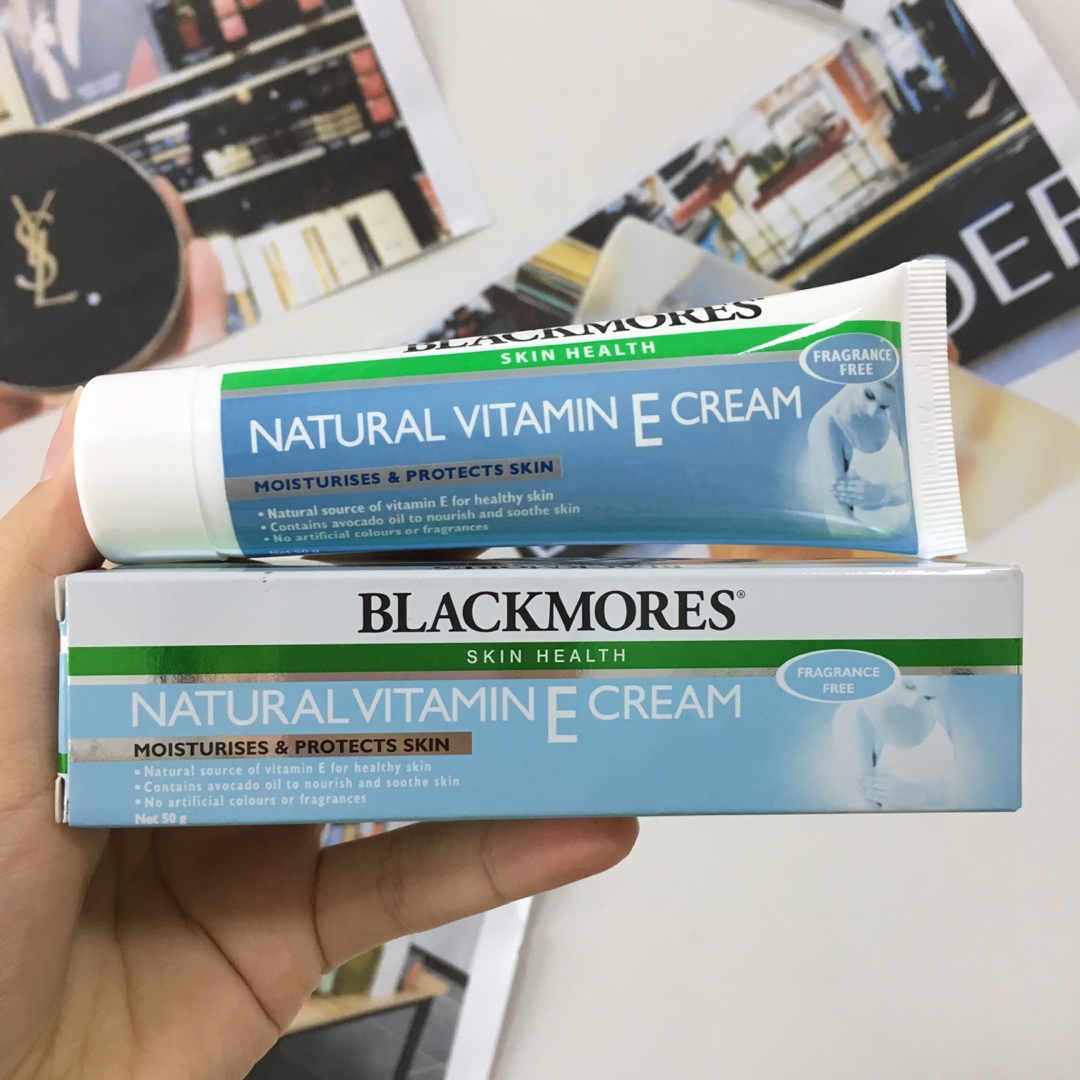 YSL
DER
BLACKMORES
SKIN HEALTH
FRAGRANCE
FREE
NATURAL VITAMIN E CREAM
MOISTURISES & PROTECTS SKIN
• Natural source of vitamin E for healthy skin
• Contains avocado oil to nourish and soothe skin
• No artificial colours or fragrances
Net 50 g
BLACKMORES®
SKIN HEALTH
FRAGRANCE
FREE
NATURAL VITAMIN E CREAM
MOISTURISES & PROTECTS SKIN
• Natural source of vitamin E for healthy skin
• Contains avocado oil to nourish and soothe skin
• No artificial colours or fragrances
Net 50 g